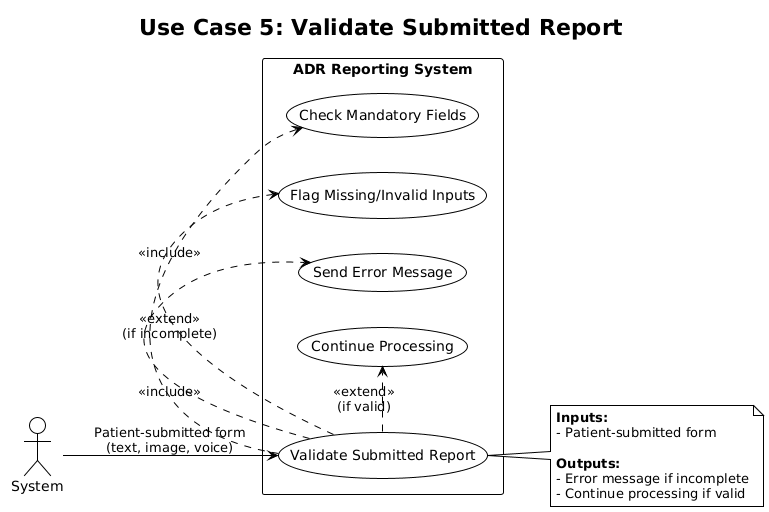 Use Case 5: Validate Submitted Report
ADR Reporting System
Check Mandatory Fields
Flag Missing/Invalid Inputs
«include»
Send Error Message
«extend»
(if incomplete)
Continue Processing
«include»
«extend»
(if valid)
Patient-submitted form
(text, image, voice)
System
Validate Submitted Report
Inputs:
- Patient-submitted form
Outputs:
- Error message if incomplete
- Continue processing if valid